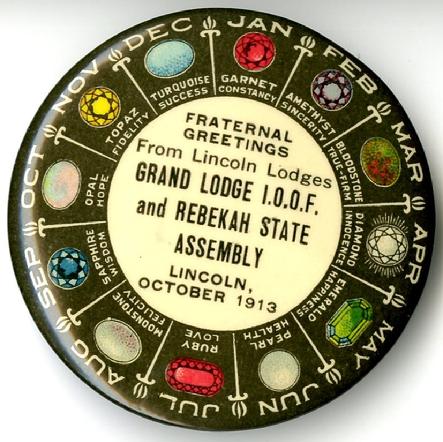 FRATERNAL
GREETINGS
From Lincoln Lodges
GRAND LODGE I.O.O.F.
and REBEKAH STATE
ASSEMBLY
LINCOLN,
OCTOBER 1913
JAN
GARNET
CONSTANCY
FEB
AMETHYST
SINCERITY
MAR
BLOODSTONE
TRUE-FIRM
APR
DIAMOND
INNOCENCE
MAY
EMERALD
HAPPINESS
JUN
PEARL
HEALTH
JUL
RUBY
LOVE
AUG
MOONSTONE
FELICITY
SEP
SAPPHIRE
WISDOM
OCT
OPAL
HOPE
NOV
TOPAZ
FIDELITY
DEC
TURQUOISE
SUCCESS